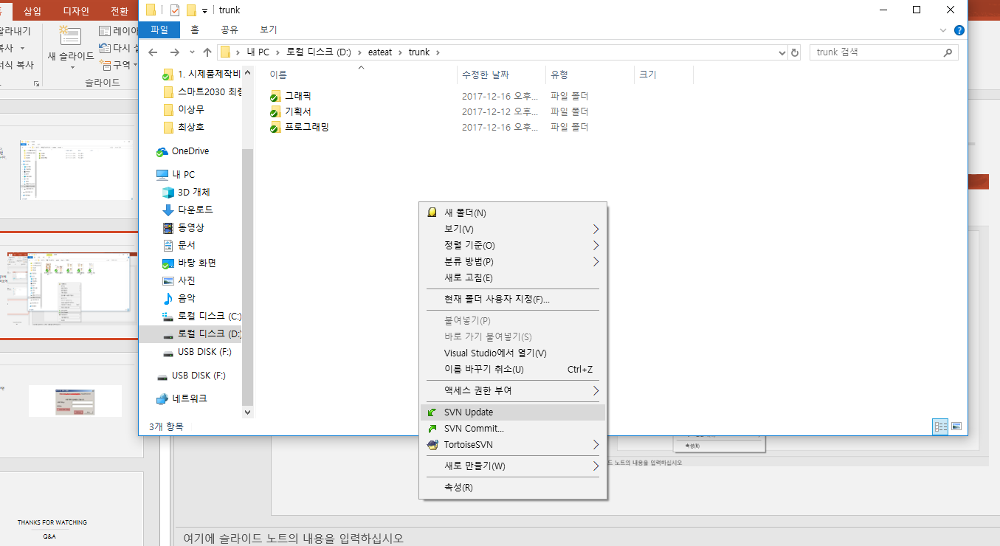 삽입
디자인
전환
잘라내기
복사
서식 복사
새 슬라이드
레이아
다시 설
구역
슬라이드
trunk
파일
홈
공유
보기
내 PC
로컬 디스크 (D:)
eateat
trunk
trunk 검색
1. 시제품제작비
스마트2030 최종
이상무
최상호
OneDrive
내 PC
3D 개체
다운로드
동영상
문서
바탕 화면
사진
음악
로컬 디스크 (C:)
로컬 디스크 (D:)
USB DISK (F:)
USB DISK (F:)
네트워크
3개 항목
이름
수정한 날짜
유형
크기
그래픽
2017-12-16 오후...
파일 폴더
기획서
2017-12-12 오후...
파일 폴더
프로그래밍
2017-12-16 오후...
파일 폴더
새 폴더(N)
보기(V)
정렬 기준(O)
분류 방법(P)
새로 고침(E)
현재 폴더 사용자 지정(F)...
붙여넣기(P)
바로 가기 붙여넣기(S)
Visual Studio에서 열기(V)
이름 바꾸기 취소(U) Ctrl+Z
액세스 권한 부여
SVN Update
SVN Commit...
TortoiseSVN
새로 만들기(W)
속성(R)
속성(R)
드 노트의 내용을 입력하십시오
THANKS FOR WATCHING
Q&A
여기에 슬라이드 노트의 내용을 입력하십시오